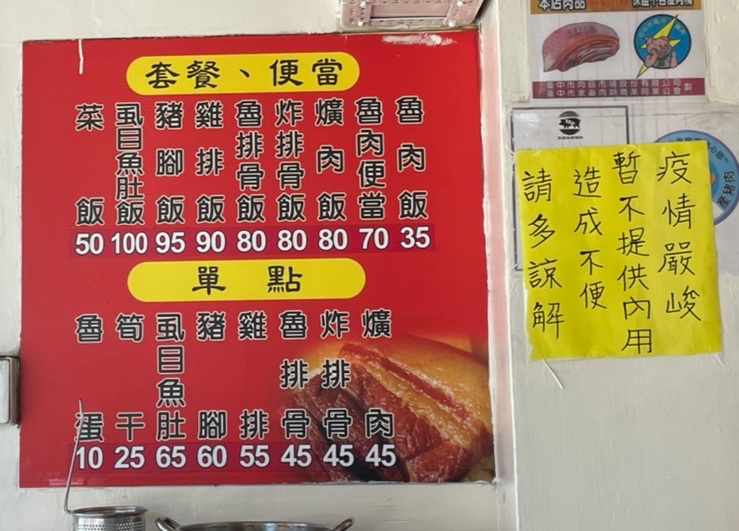 套餐、便當
魯肉飯 35
魯肉便當 70
爌肉飯 80
炸排骨飯 80
魯排骨飯 80
雞排飯 90
豬腳飯 95
虱目魚肚飯 100
菜飯 50
單點
爌肉 45
炸排骨 45
魯排骨 45
雞排 55
豬腳 60
虱目魚肚 65
筍干 25
魯蛋 10
本店肉品
疫情嚴峻
暫不提供內用
造成不便
請多諒解